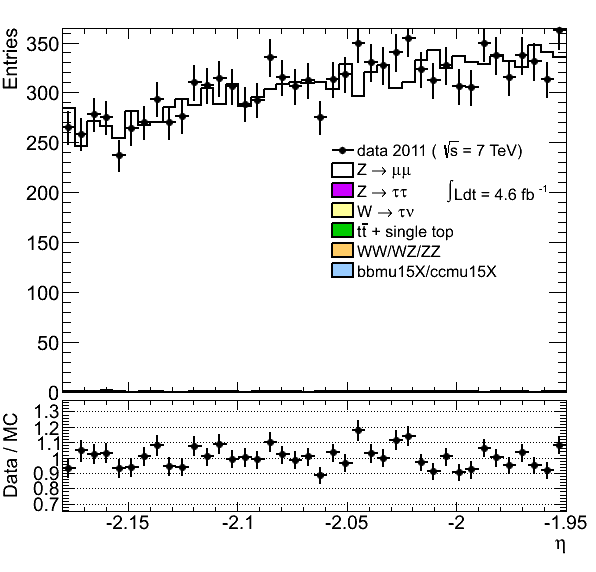 Entries
350
300
250
200
150
100
50
0
data 2011 ( √s = 7 TeV)
Z → μμ
Z → ττ
∫Ldt = 4.6 fb⁻¹
W → τν
tt̄ + single top
WW/WZ/ZZ
bbmu15X/ccmu15X
Data / MC
1.3
1.2
1.1
1
0.9
0.8
0.7
-2.15
-2.1
-2.05
-2
-1.95
η